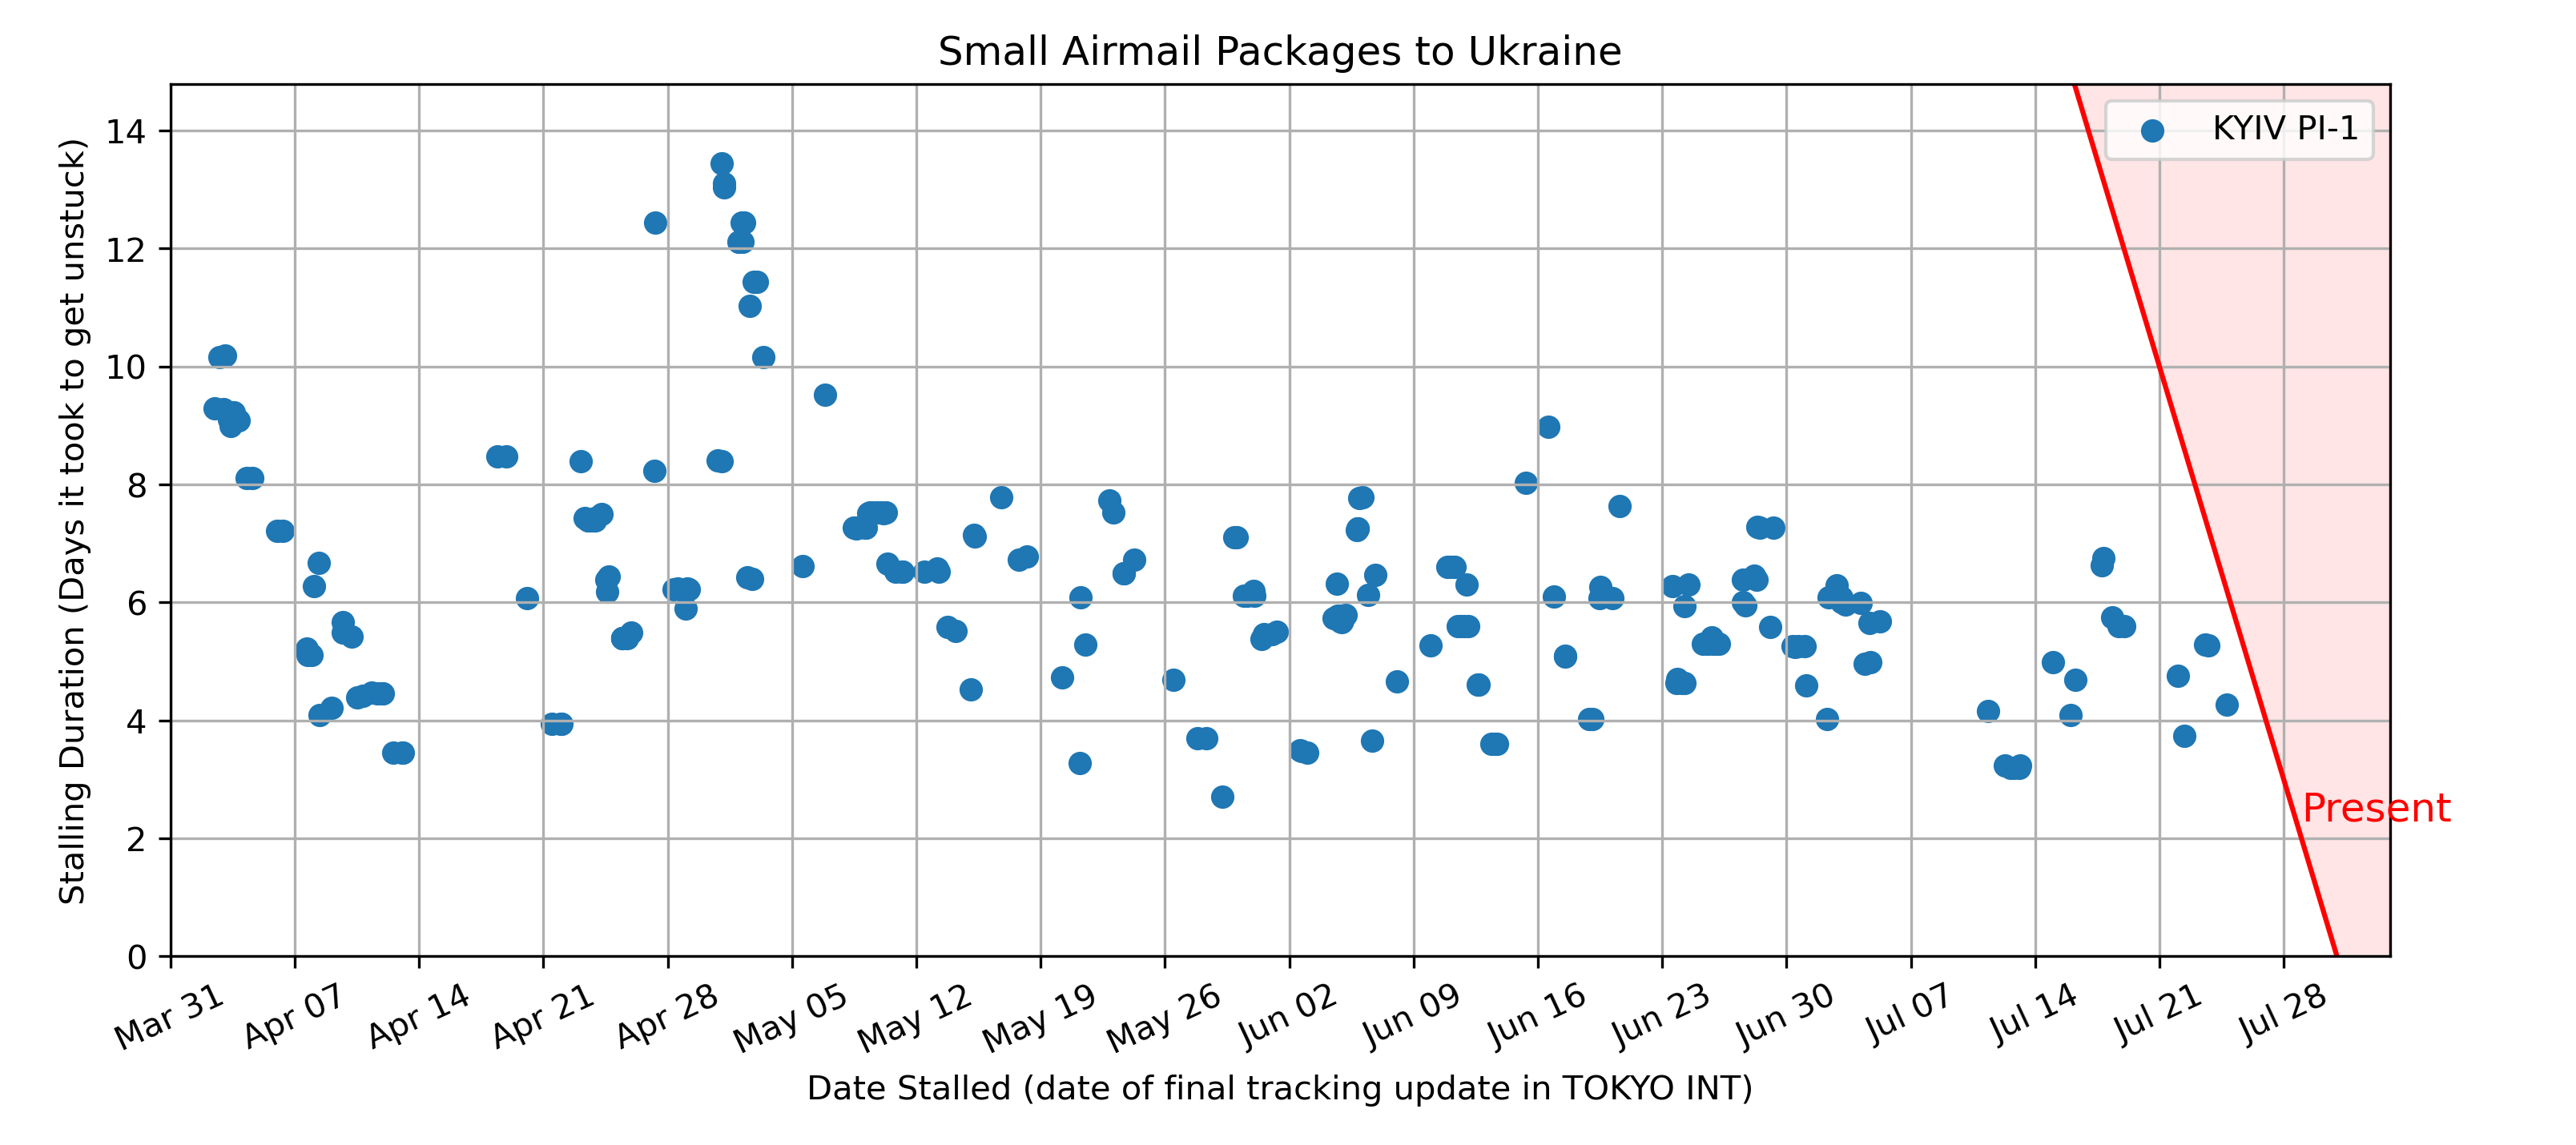 Small Airmail Packages to Ukraine
KYIV PI-1
Stalling Duration (Days it took to get unstuck)
14
12
10
8
6
4
2
0
Present
Mar 31
Apr 07
Apr 14
Apr 21
Apr 28
May 05
May 12
May 19
May 26
Jun 02
Jun 09
Jun 16
Jun 23
Jun 30
Jul 07
Jul 14
Jul 21
Jul 28
Date Stalled (date of final tracking update in TOKYO INT)